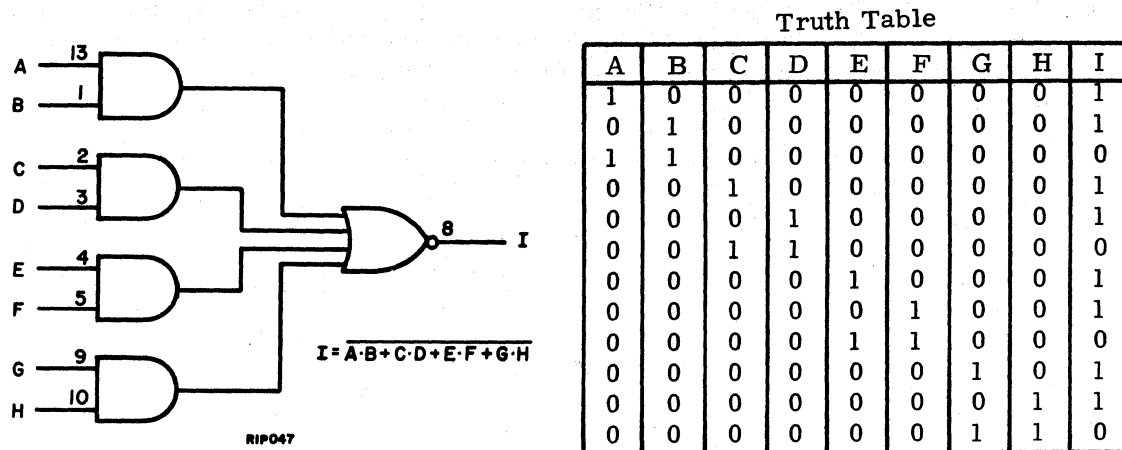 A 13
B 1
C 2
D 3
E 4
F 5
G 9
H 10
8 I
I = A·B+C·D+E·F+G·H
RIP047
Truth Table
A B C D E F G H I
1 0 0 0 0 0 0 0 1
0 1 0 0 0 0 0 0 1
1 1 0 0 0 0 0 0 0
0 0 1 0 0 0 0 0 1
0 0 0 1 0 0 0 0 1
0 0 1 1 0 0 0 0 0
0 0 0 0 1 0 0 0 1
0 0 0 0 0 1 0 0 1
0 0 0 0 1 1 0 0 0
0 0 0 0 0 0 1 0 1
0 0 0 0 0 0 0 1 1
0 0 0 0 0 0 1 1 0